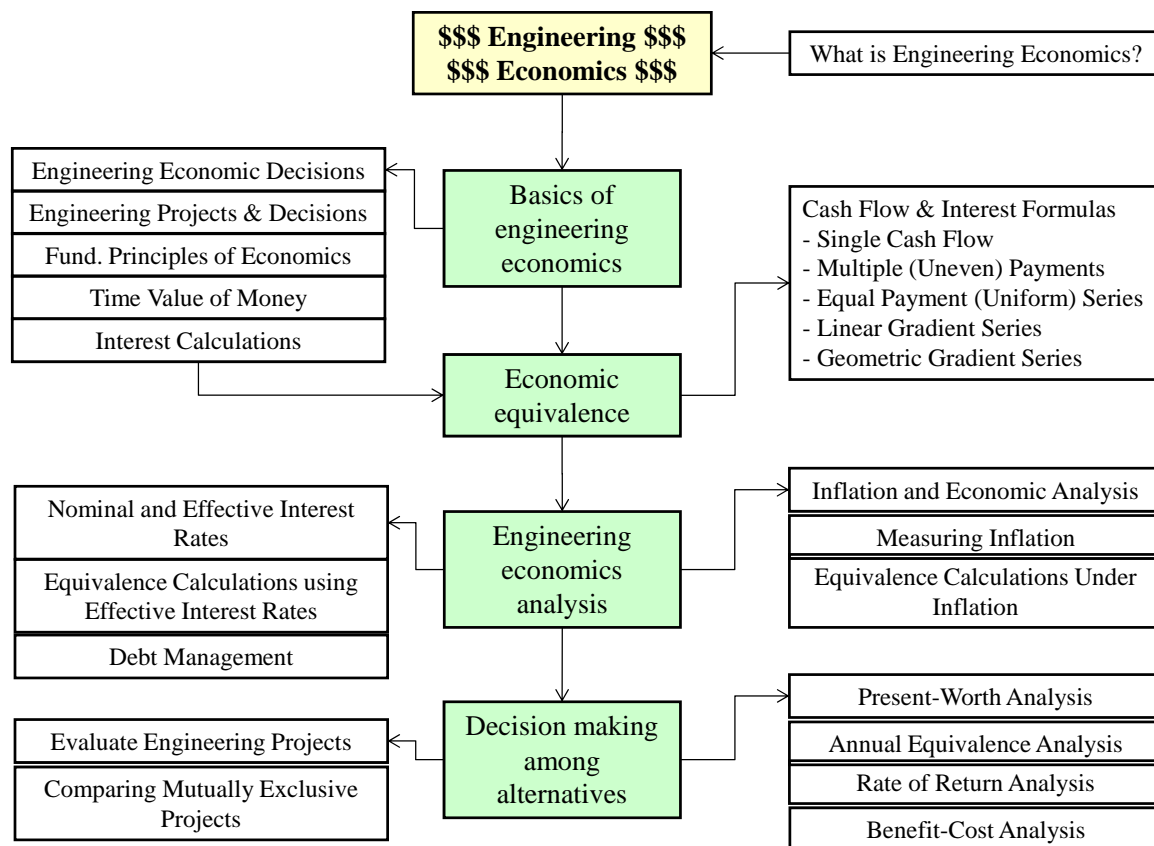 $$$ Engineering $$$
$$$ Economics $$$
What is Engineering Economics?
Engineering Economic Decisions
Engineering Projects & Decisions
Fund. Principles of Economics
Time Value of Money
Interest Calculations
Basics of
engineering
economics
Cash Flow & Interest Formulas
- Single Cash Flow
- Multiple (Uneven) Payments
- Equal Payment (Uniform) Series
- Linear Gradient Series
- Geometric Gradient Series
Economic
equivalence
Nominal and Effective Interest
Rates
Equivalence Calculations using
Effective Interest Rates
Debt Management
Engineering
economics
analysis
Inflation and Economic Analysis
Measuring Inflation
Equivalence Calculations Under
Inflation
Evaluate Engineering Projects
Comparing Mutually Exclusive
Projects
Decision making
among
alternatives
Present-Worth Analysis
Annual Equivalence Analysis
Rate of Return Analysis
Benefit-Cost Analysis